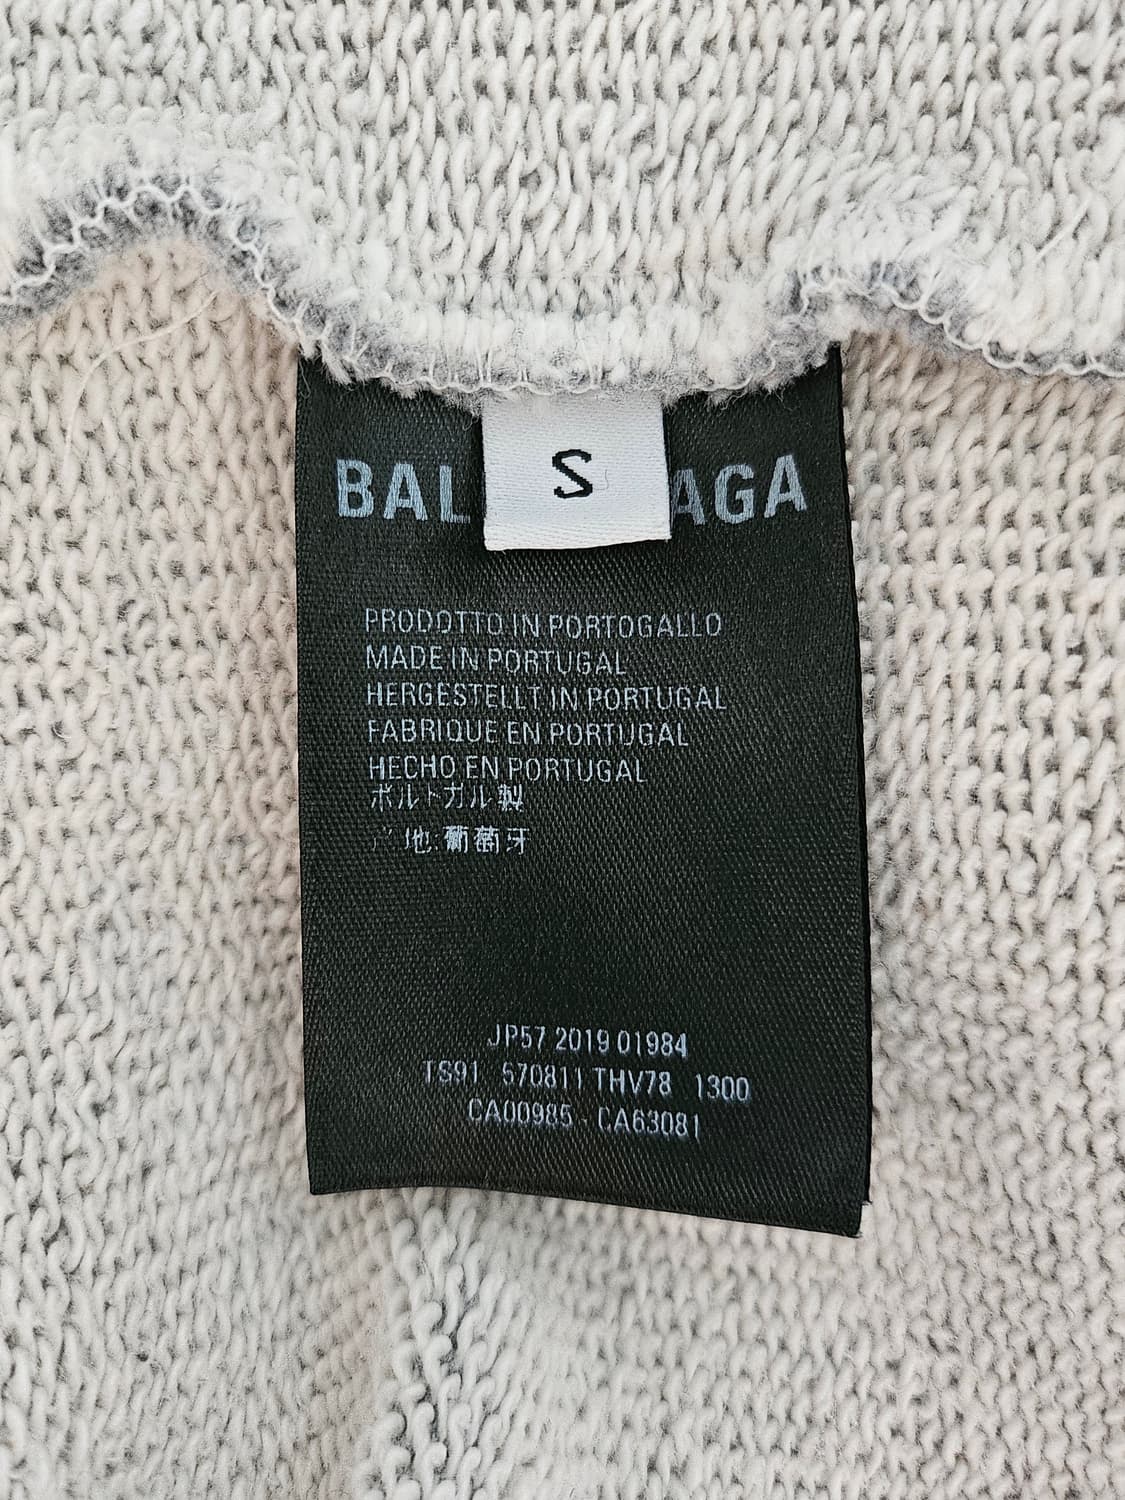 S
BAL AGA
PRODOTTO IN PORTOGALLO
MADE IN PORTUGAL
HERGESTELLT IN PORTUGAL
FABRIQUE EN PORTUGAL
HECHO EN PORTUGAL
ポルトガル製
地:葡萄牙
JP57 2019 01984
TS91 570811 THV78 1300
CA00985 - CA63081